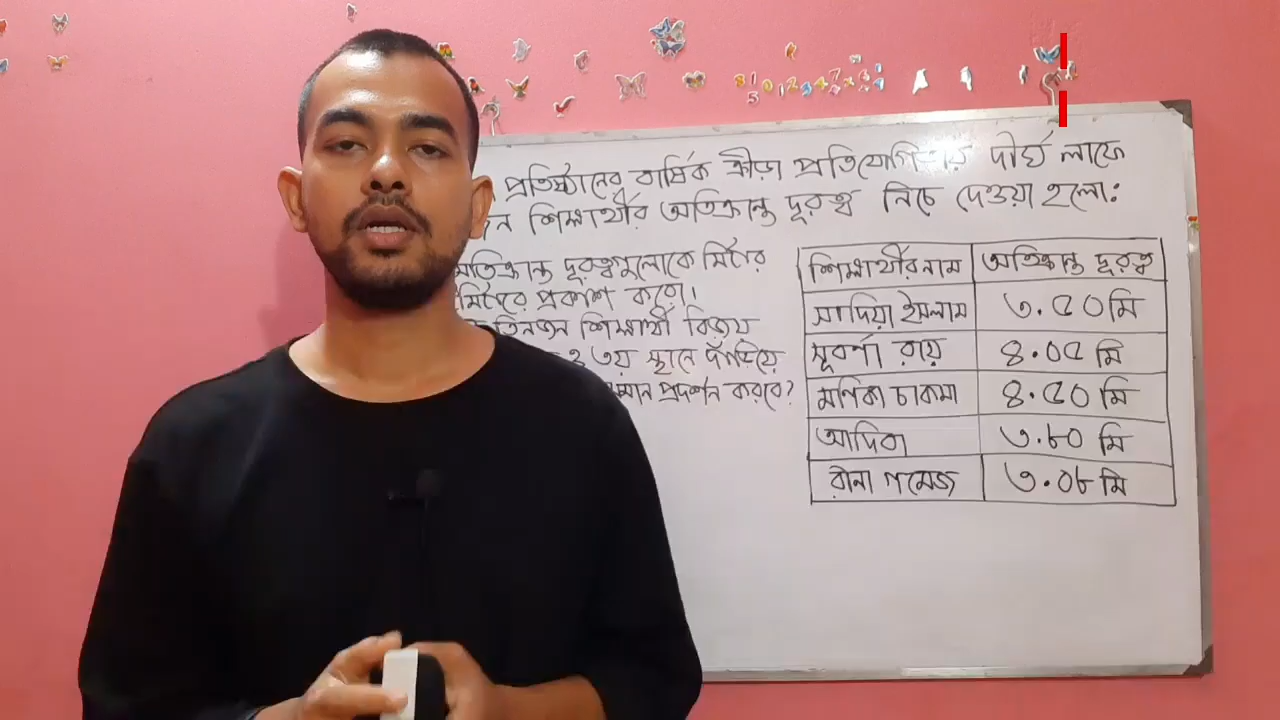 প্রতিষ্ঠানের বার্ষিক ক্রীড়া প্রতিযোগিতায় দীর্ঘ লাফে
শিক্ষার্থীর অতিক্রান্ত দূরত্ব নিচে দেওয়া হলো:
অতিক্রান্ত দূরত্বগুলোকে মিটার
প্রকাশ করো।
তিনজন শিক্ষার্থী বিজয়
ও ৩য় স্থানে দাঁড়িয়ে
প্রদর্শন করবে?
শিক্ষার্থীর নাম অতিক্রান্ত দূরত্ব
সাদিয়া ইসলাম ৩.৫০ মি
সুবর্ণা রায় ৪.০৫ মি
মণিকা চাকমা ৪.৫০ মি
আদিবা ৩.৮০ মি
রীনা গমেজ ৩.০৮ মি